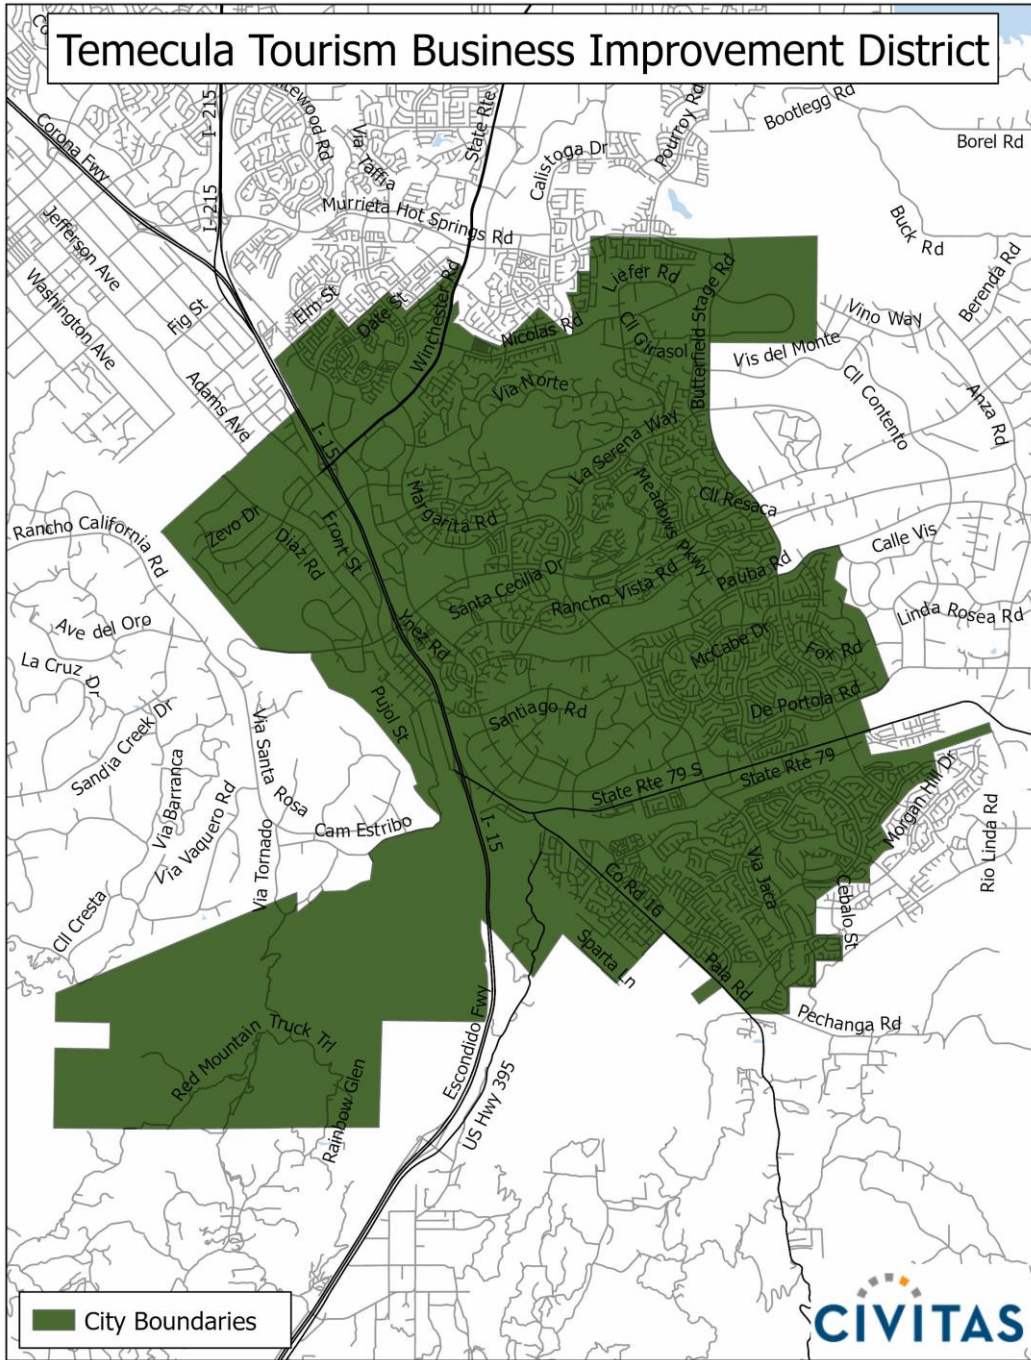 Temecula Tourism Business Improvement District
I-215
State Rte
Pourroy Rd
Bootlegg Rd
Borel Rd
Corona Fwy
Via Taffia
Calistoga Dr
I-215
Murrieta Hot Springs Rd
Buck Rd
Jefferson Ave
Washington Ave
Fig St
Elm St
Date St
Winchester Rd
Nicolas Rd
Liefer Rd
Cll Girasol
Butterfield Stage Rd
Vino Way
Berenda Rd
Vis del Monte
Cll Contento
Anza Rd
Adams Ave
Via Norte
La Serena Way
I- 15
Margarita Rd
Meadows Pkwy
Cll Resaca
Rancho California Rd
Zevo Dr
Diaz Rd
Front St
Calle Vis
Santa Cecilia Dr
Rancho Vista Rd
Pauba Rd
Ave del Oro
Ynez Rd
McCabe Dr
Fox Rd
Linda Rosea Rd
La Cruz Dr
Sandia Creek Dr
Via Santa Rosa
Pujol St
Santiago Rd
De Portola Rd
Via Barranca
Via Vaquero Rd
Via Tornado
Cam Estribo
I- 15
State Rte 79 S
State Rte 79
Morgan Hill Dr
Rio Linda Rd
Cll Cresta
Co Rd 16
Via Jaca
Cebalo St
Sparta Ln
Pala Rd
Pechanga Rd
Red Mountain Truck Trl
Rainbow Glen
Escondido Fwy
US Hwy 395
City Boundaries
CIVITAS